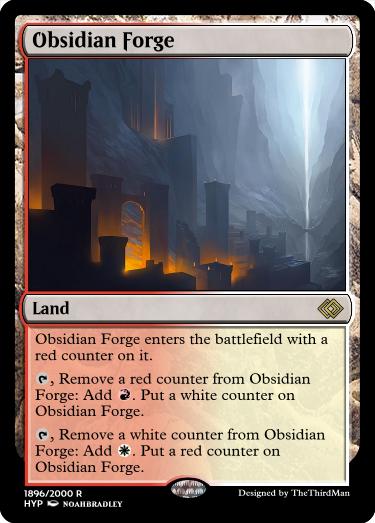 Obsidian Forge
Land
Obsidian Forge enters the battlefield with a
red counter on it.
, Remove a red counter from Obsidian
Forge: Add . Put a white counter on
Obsidian Forge.
, Remove a white counter from Obsidian
Forge: Add . Put a red counter on
Obsidian Forge.
1896/2000 R
HYP NOAHBRADLEY
Designed by TheThirdMan